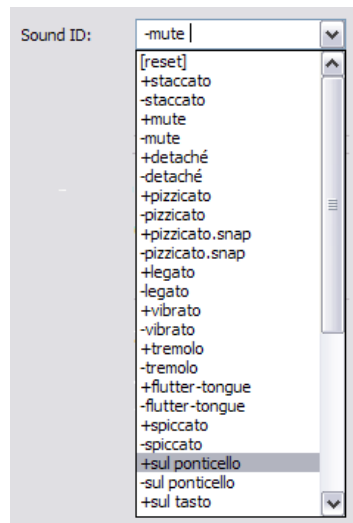 Sound ID: -mute
[reset]
+staccato
-staccato
+mute
-mute
+detaché
-detaché
+pizzicato
-pizzicato
+pizzicato.snap
-pizzicato.snap
+legato
-legato
+vibrato
-vibrato
+tremolo
-tremolo
+flutter-tongue
-flutter-tongue
+spiccato
-spiccato
+sul ponticello
-sul ponticello
+sul tasto